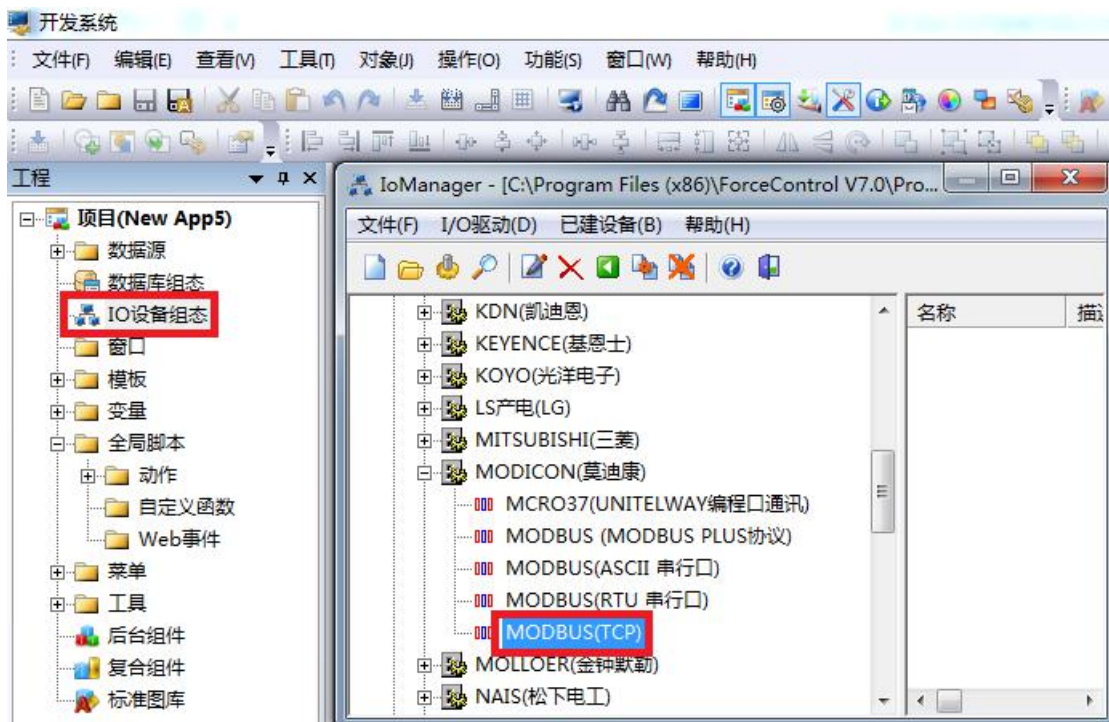 开发系统
文件(F) 编辑(E) 查看(V) 工具(T) 对象(J) 操作(O) 功能(S) 窗口(W) 帮助(H)
工程
项目(New App5)
数据源
数据库组态
IO设备组态
窗口
模板
变量
全局脚本
动作
自定义函数
Web事件
菜单
工具
后台组件
复合组件
标准图库
IoManager - [C:\Program Files (x86)\ForceControl V7.0\Pro...
文件(F) I/O驱动(D) 已建设备(B) 帮助(H)
KDN(凯迪恩)
KEYENCE(基恩士)
KOYO(光洋电子)
LS产电(LG)
MITSUBISHI(三菱)
MODICON(莫迪康)
MCRO37(UNITELWAY编程口通讯)
MODBUS (MODBUS PLUS协议)
MODBUS(ASCII 串行口)
MODBUS(RTU 串行口)
MODBUS(TCP)
MOLLOER(金钟默勒)
NAIS(松下电工)
名称 描